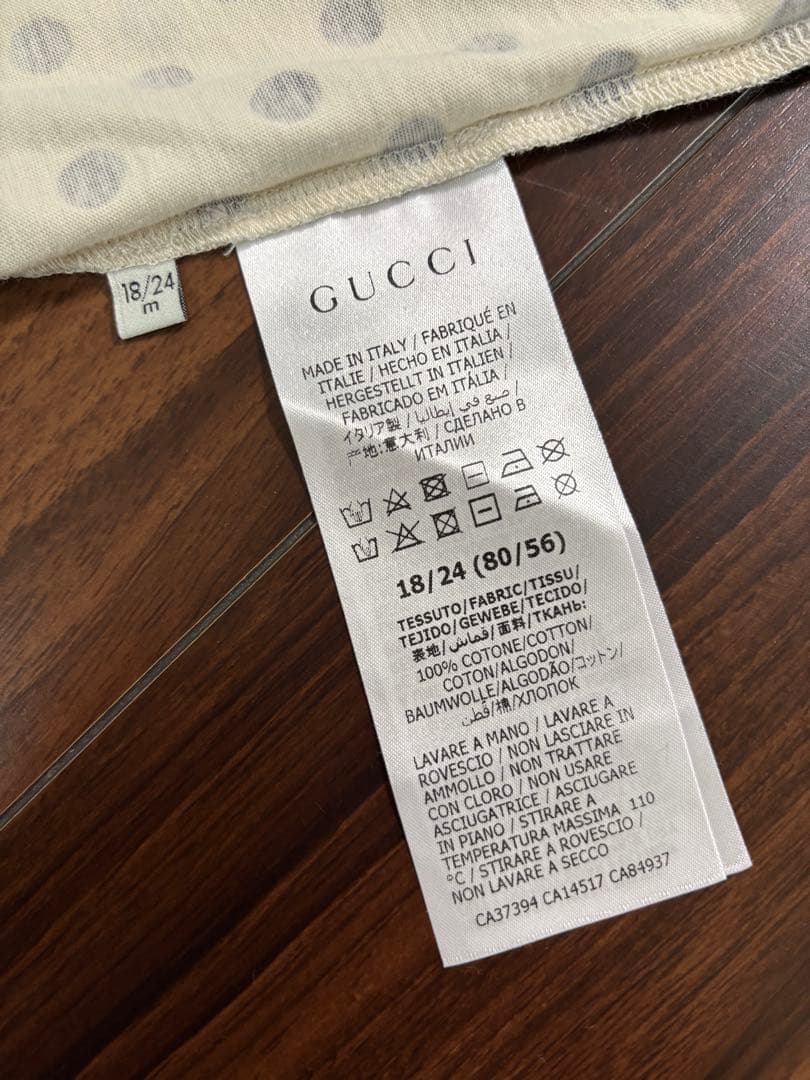 18/24
m
GUCCI
MADE IN ITALY / FABRIQUÉ EN
ITALIE / HECHO EN ITALIA /
HERGESTELLT IN ITALIEN /
FABRICADO EM ITÁLIA /
イタリア製 / صنع في إيطاليا /
产地:意大利 / СДЕЛАНО В
ИТАЛИИ
18/24 (80/56)
TESSUTO/FABRIC/TISSU/
TEJIDO/GEWEBE/TECIDO/
表地/قماش/面料/ТКАНЬ:
100% COTONE/COTTON/
COTON/ALGODON/
BAUMWOLLE/ALGODÃO/コットン/
قطن/棉/ХЛОПОК
LAVARE A MANO / LAVARE A
ROVESCIO / NON LASCIARE IN
AMMOLLO / NON TRATTARE
CON CLORO / NON USARE
ASCIUGATRICE / ASCIUGARE
IN PIANO / STIRARE A
TEMPERATURA MASSIMA 110
°C / STIRARE A ROVESCIO /
NON LAVARE A SECCO
CA37394 CA14517 CA84937